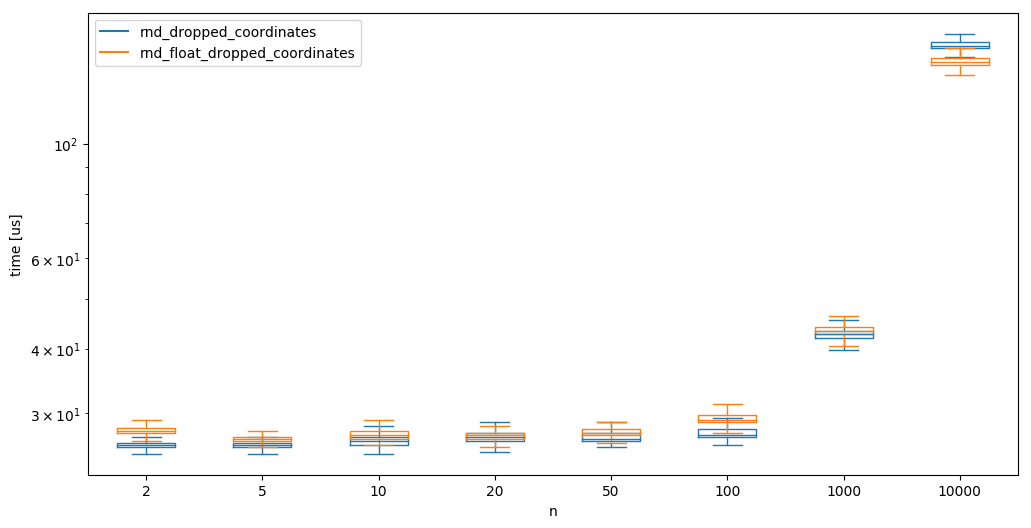 rnd_dropped_coordinates
rnd_float_dropped_coordinates
10²
6 × 10¹
4 × 10¹
3 × 10¹
time [us]
2 5 10 20 50 100 1000 10000
n